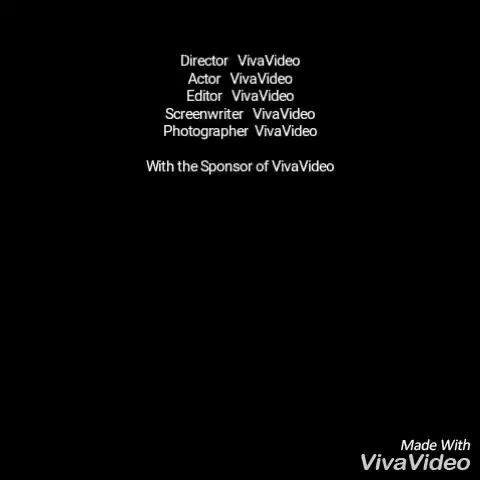 Director VivaVideo
Actor VivaVideo
Editor VivaVideo
Screenwriter VivaVideo
Photographer VivaVideo
With the Sponsor of VivaVideo
Made With
VivaVideo